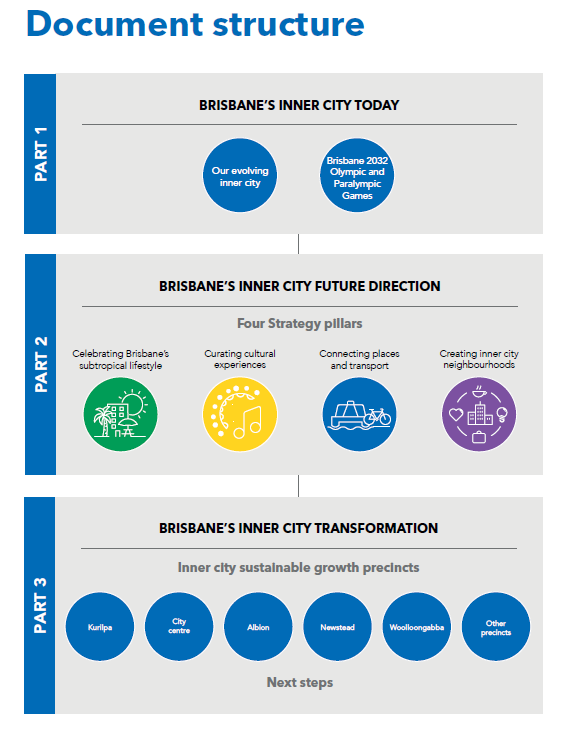 Document structure
PART 1
BRISBANE'S INNER CITY TODAY
Our evolving
inner city
Brisbane 2032
Olympic and
Paralympic
Games
PART 2
BRISBANE'S INNER CITY FUTURE DIRECTION
Four Strategy pillars
Celebrating Brisbane's
subtropical lifestyle
Curating cultural
experiences
Connecting places
and transport
Creating inner city
neighbourhoods
PART 3
BRISBANE'S INNER CITY TRANSFORMATION
Inner city sustainable growth precincts
Kurilpa
City
centre
Albion
Newstead
Woolloongabba
Other
precincts
Next steps